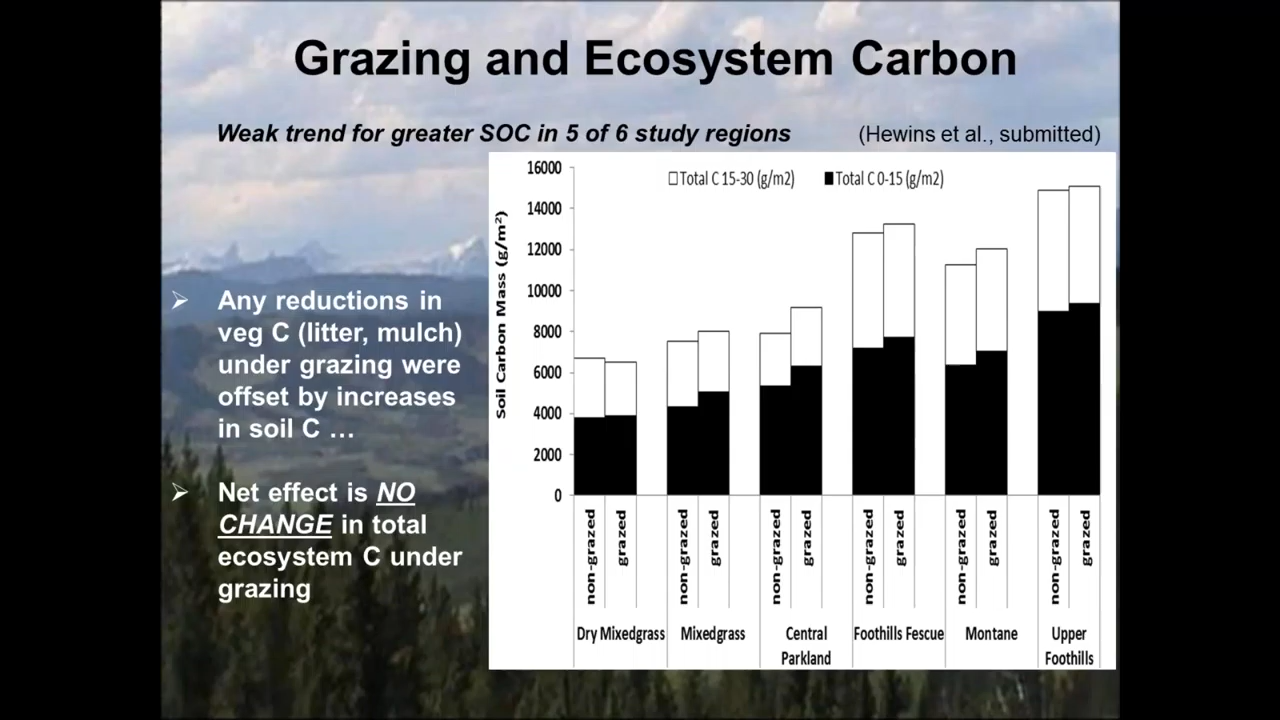 Grazing and Ecosystem Carbon
Weak trend for greater SOC in 5 of 6 study regions
(Hewins et al., submitted)
Any reductions in
veg C (litter, mulch)
under grazing were
offset by increases
in soil C …
Net effect is NO
CHANGE in total
ecosystem C under
grazing
Total C 15-30 (g/m2)
Total C 0-15 (g/m2)
Soil Carbon Mass (g/m²)
16000
14000
12000
10000
8000
6000
4000
2000
0
non-grazed
grazed
non-grazed
grazed
non-grazed
grazed
non-grazed
grazed
non-grazed
grazed
non-grazed
grazed
Dry Mixedgrass
Mixedgrass
Central
Parkland
Foothills Fescue
Montane
Upper
Foothills